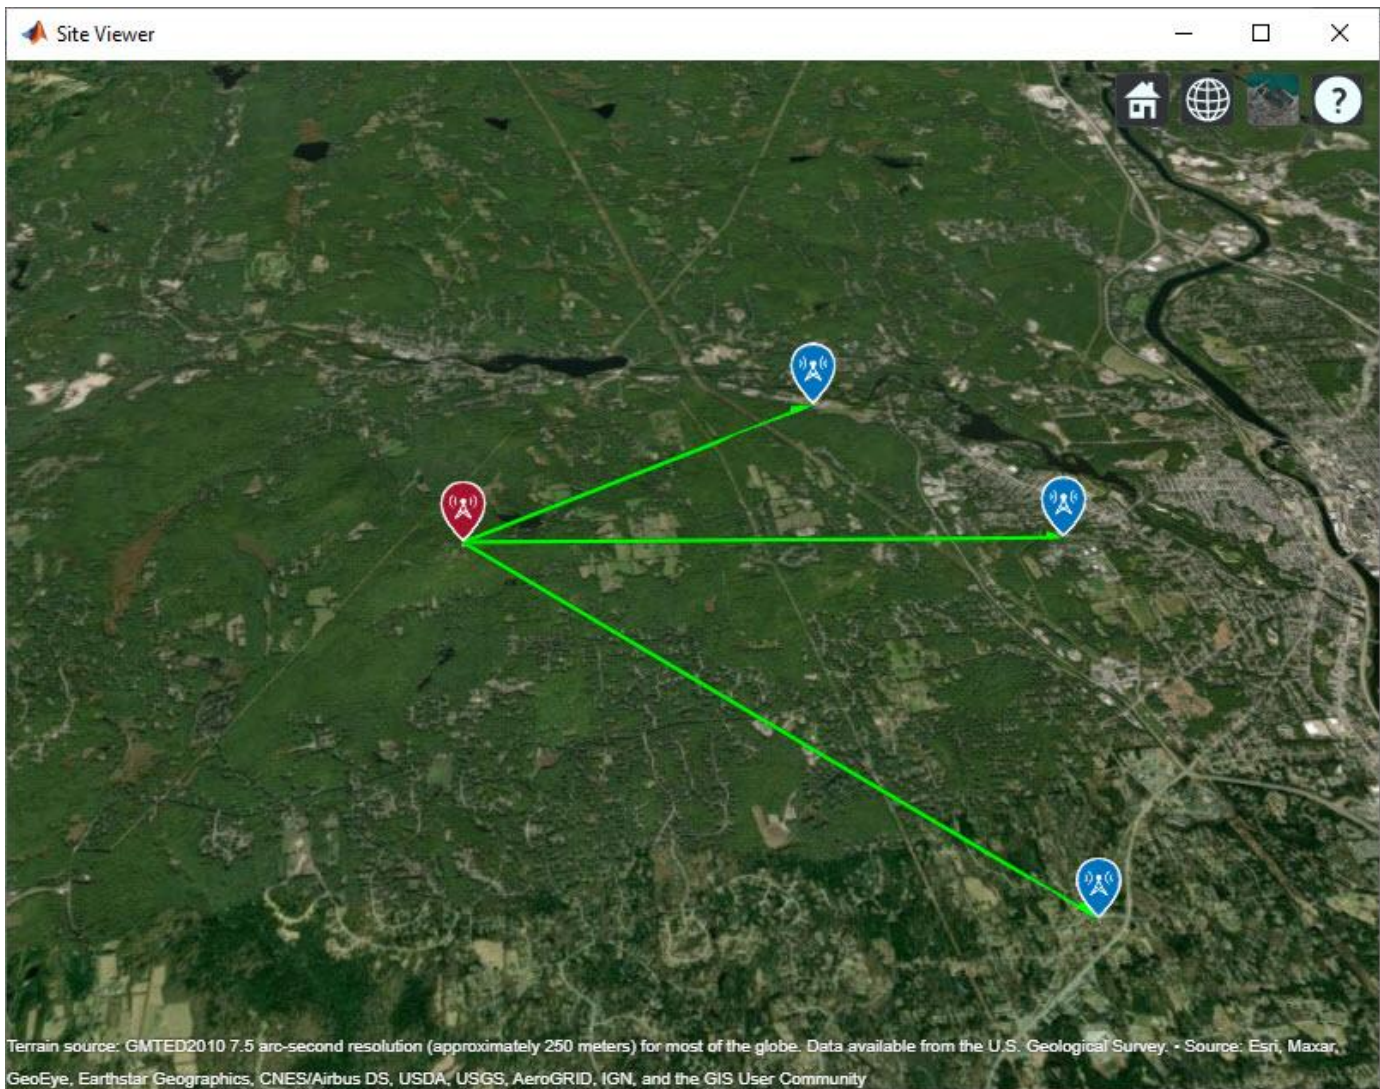 Site Viewer
?
Terrain source: GMTED2010 7.5 arc-second resolution (approximately 250 meters) for most of the globe. Data available from the U.S. Geological Survey. • Source: Esri, Maxar,
GeoEye, Earthstar Geographics, CNES/Airbus DS, USDA, USGS, AeroGRID, IGN, and the GIS User Community